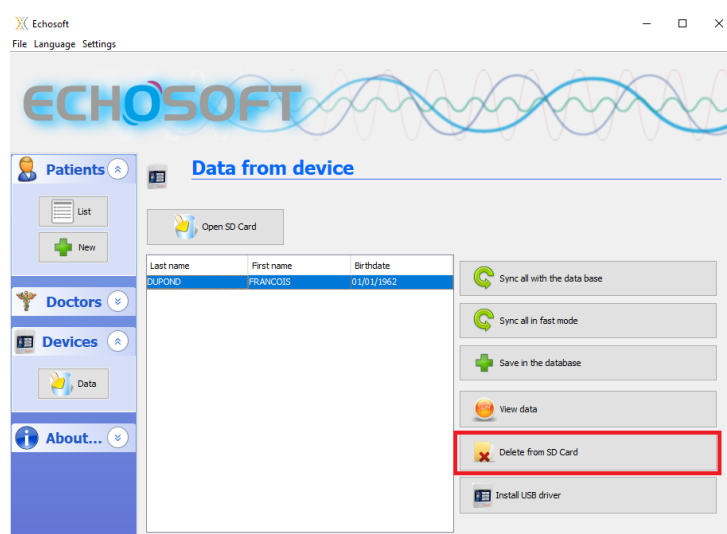 Echosoft
File Language Settings
ECHOSOFT
Patients
List
New
Doctors
Devices
Data
About...
Data from device
Open SD Card
Last name First name Birthdate
DUPOND FRANCOIS 01/01/1962
Sync all with the data base
Sync all in fast mode
Save in the database
View data
Delete from SD Card
Install USB driver